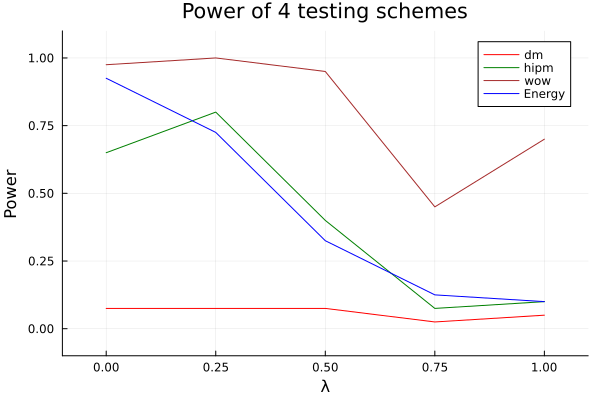 Power of 4 testing schemes
dm
hipm
wow
Energy
Power
1.00
0.75
0.50
0.25
0.00
0.00 0.25 0.50 0.75 1.00
λ